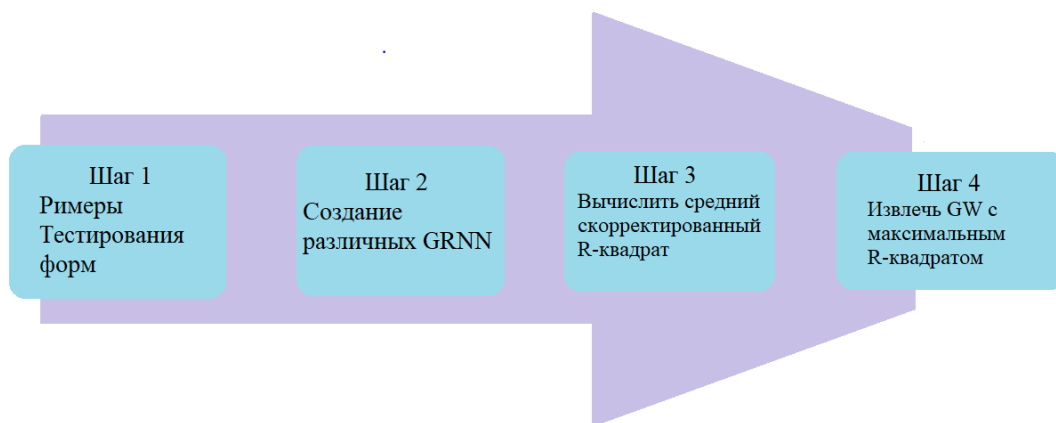 Шаг 1
Римеры
Тестирования
форм
Шаг 2
Создание
различных GRNN
Шаг 3
Вычислить средний
скорректированный
R-квадрат
Шаг 4
Извлечь GW с
максимальным
R-квадратом